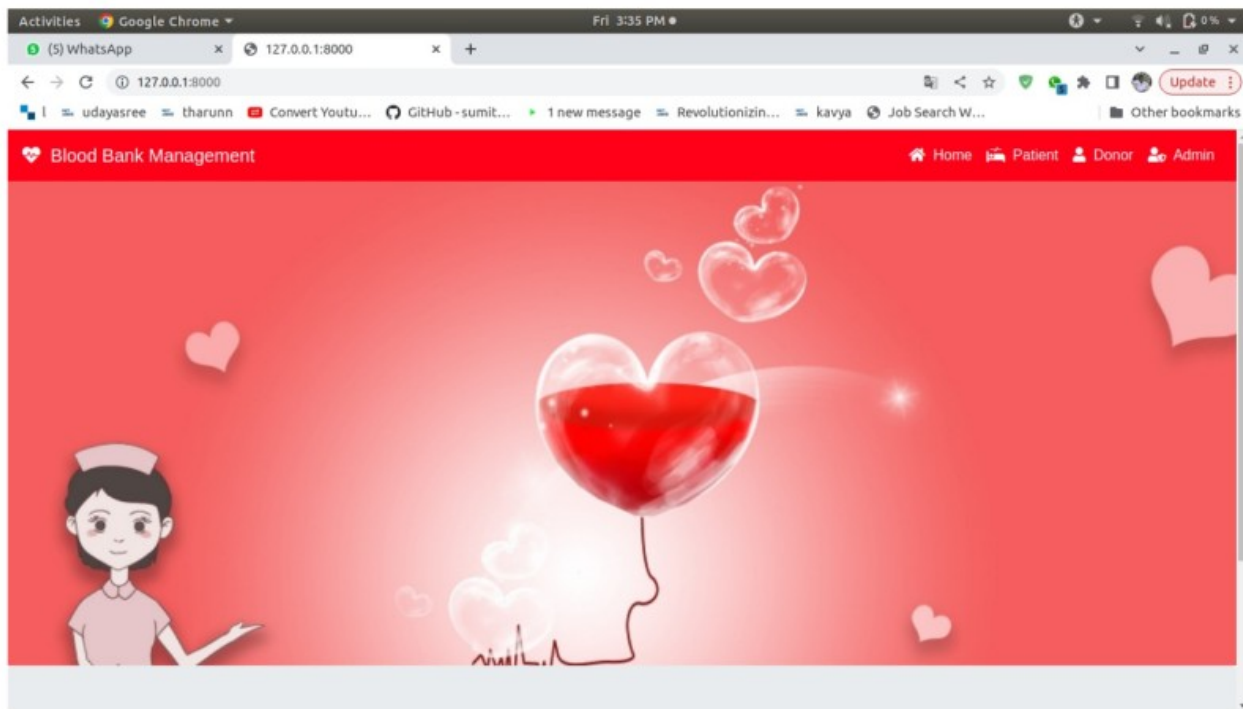 Activities Google Chrome Fri 3:35 PM 0%
(5) WhatsApp 127.0.0.1:8000
127.0.0.1:8000 Update
l udayasree tharunn Convert Youtu... GitHub - sumit... 1 new message Revolutionizin... kavya Job Search W... Other bookmarks
Blood Bank Management Home Patient Donor Admin